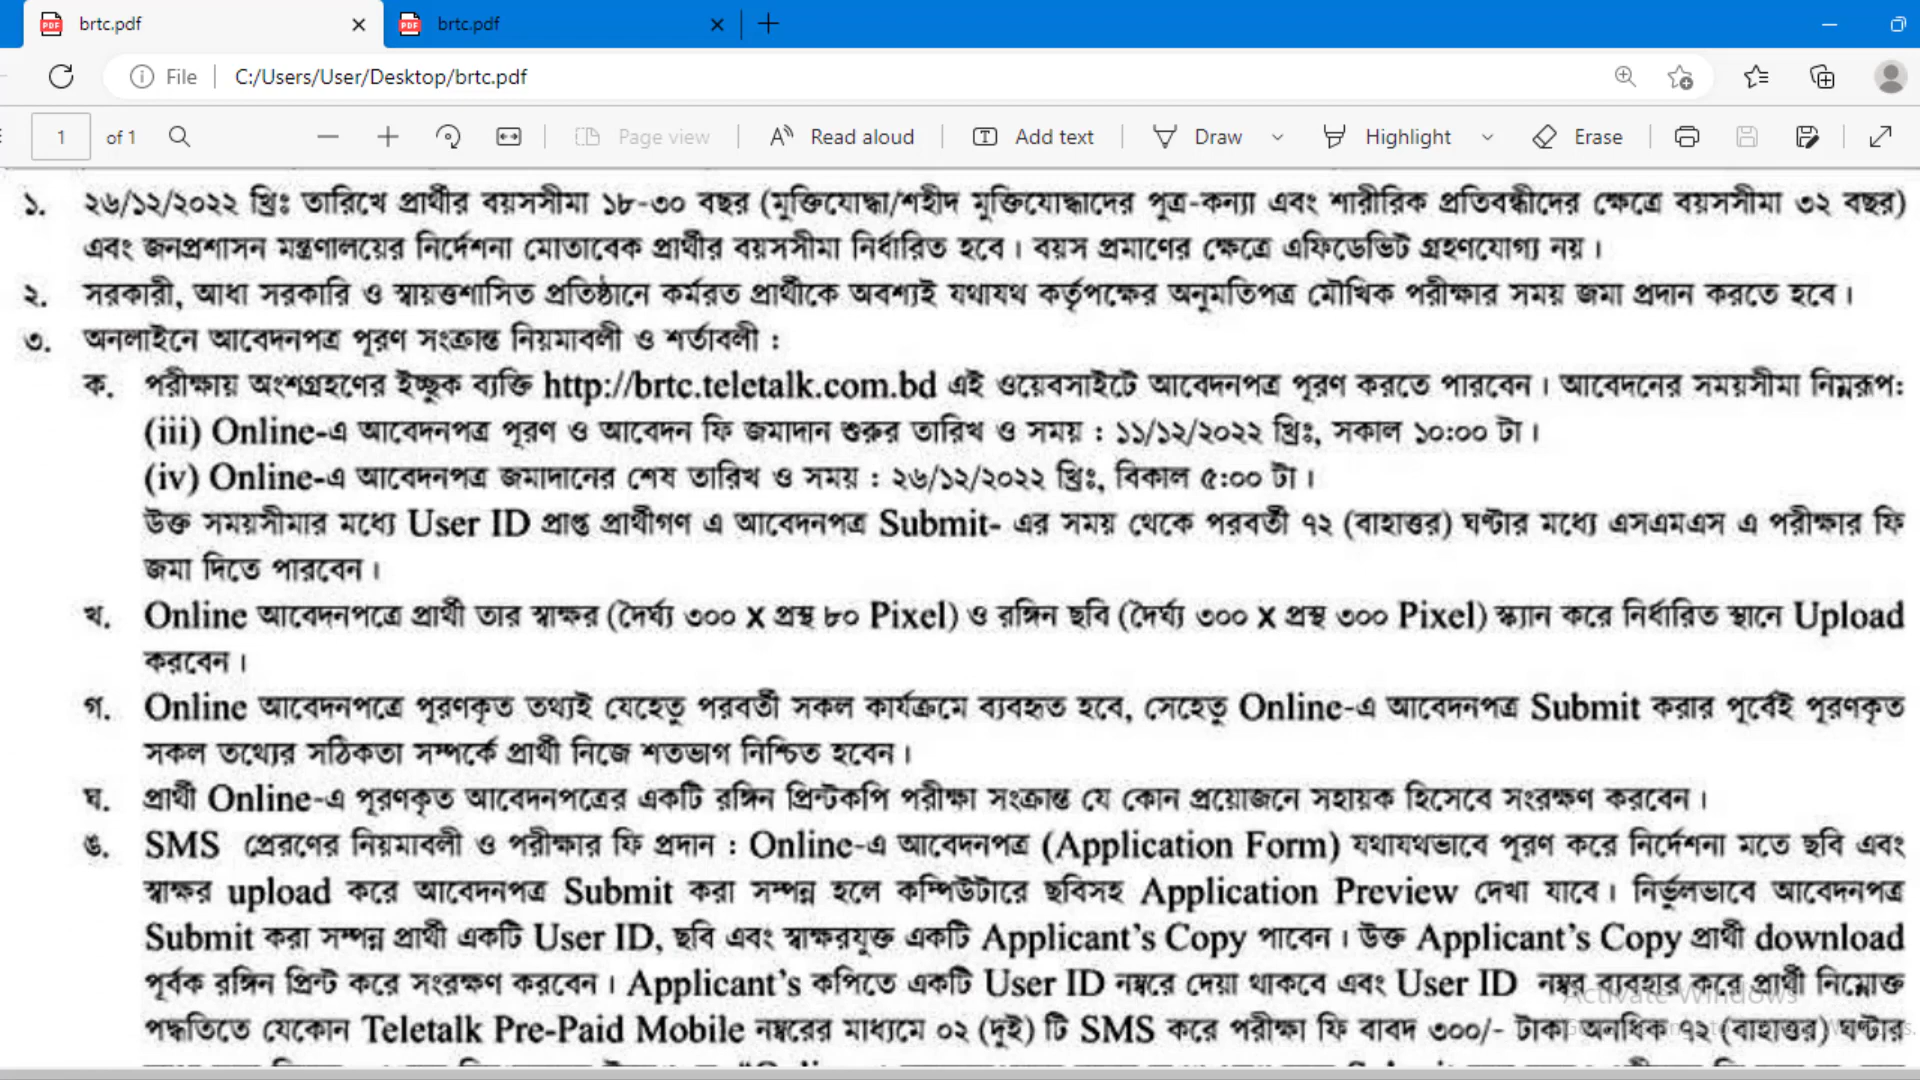 brtc.pdf
brtc.pdf
File
C:/Users/User/Desktop/brtc.pdf
1 of 1
Page view
Read aloud
Add text
Draw
Highlight
Erase
১. ২৬/১২/২০২২ খ্রিঃ তারিখে প্রার্থীর বয়সসীমা ১৮-৩০ বছর (মুক্তিযোদ্ধা/শহীদ মুক্তিযোদ্ধাদের পুত্র-কন্যা এবং শারীরিক প্রতিবন্ধীদের ক্ষেত্রে বয়সসীমা ৩২ বছর)
এবং জনপ্রশাসন মন্ত্রণালয়ের নির্দেশনা মোতাবেক প্রার্থীর বয়সসীমা নির্ধারিত হবে। বয়স প্রমাণের ক্ষেত্রে এফিডেভিট গ্রহণযোগ্য নয়।
২. সরকারী, আধা সরকারি ও স্বায়ত্তশাসিত প্রতিষ্ঠানে কর্মরত প্রার্থীকে অবশ্যই যথাযথ কর্তৃপক্ষের অনুমতিপত্র মৌখিক পরীক্ষার সময় জমা প্রদান করতে হবে।
৩. অনলাইনে আবেদনপত্র পূরণ সংক্রান্ত নিয়মাবলী ও শর্তাবলী :
ক. পরীক্ষায় অংশগ্রহণের ইচ্ছুক ব্যক্তি http://brtc.teletalk.com.bd এই ওয়েবসাইটে আবেদনপত্র পূরণ করতে পারবেন। আবেদনের সময়সীমা নিম্নরূপ:
(iii) Online-এ আবেদনপত্র পূরণ ও আবেদন ফি জমাদান শুরুর তারিখ ও সময় : ১১/১২/২০২২ খ্রিঃ, সকাল ১০:০০ টা।
(iv) Online-এ আবেদনপত্র জমাদানের শেষ তারিখ ও সময় : ২৬/১২/২০২২ খ্রিঃ, বিকাল ৫:০০ টা।
উক্ত সময়সীমার মধ্যে User ID প্রাপ্ত প্রার্থীগণ এ আবেদনপত্র Submit- এর সময় থেকে পরবর্তী ৭২ (বাহাত্তর) ঘণ্টার মধ্যে এসএমএস এ পরীক্ষার ফি
জমা দিতে পারবেন।
খ. Online আবেদনপত্রে প্রার্থী তার স্বাক্ষর (দৈর্ঘ্য ৩০০ X প্রস্থ ৮০ Pixel) ও রঙ্গিন ছবি (দৈর্ঘ্য ৩০০ X প্রস্থ ৩০০ Pixel) স্ক্যান করে নির্ধারিত স্থানে Upload
করবেন।
গ. Online আবেদনপত্রে পূরণকৃত তথ্যই যেহেতু পরবর্তী সকল কার্যক্রমে ব্যবহৃত হবে, সেহেতু Online-এ আবেদনপত্র Submit করার পূর্বেই পূরণকৃত
সকল তথ্যের সঠিকতা সম্পর্কে প্রার্থী নিজে শতভাগ নিশ্চিত হবেন।
ঘ. প্রার্থী Online-এ পূরণকৃত আবেদনপত্রের একটি রঙ্গিন প্রিন্টকপি পরীক্ষা সংক্রান্ত যে কোন প্রয়োজনে সহায়ক হিসেবে সংরক্ষণ করবেন।
ঙ. SMS প্রেরণের নিয়মাবলী ও পরীক্ষার ফি প্রদান : Online-এ আবেদনপত্র (Application Form) যথাযথভাবে পূরণ করে নির্দেশনা মতে ছবি এবং
স্বাক্ষর upload করে আবেদনপত্র Submit করা সম্পন্ন হলে কম্পিউটারে ছবিসহ Application Preview দেখা যাবে। নির্ভুলভাবে আবেদনপত্র
Submit করা সম্পন্ন প্রার্থী একটি User ID, ছবি এবং স্বাক্ষরযুক্ত একটি Applicant's Copy পাবেন। উক্ত Applicant's Copy প্রার্থী download
পূর্বক রঙ্গিন প্রিন্ট করে সংরক্ষণ করবেন। Applicant's কপিতে একটি User ID নম্বরে দেয়া থাকবে এবং User ID নম্বর ব্যবহার করে প্রার্থী নিম্নোক্ত
পদ্ধতিতে যেকোন Teletalk Pre-Paid Mobile নম্বরের মাধ্যমে ০২ (দুই) টি SMS করে পরীক্ষা ফি বাবদ ৩০০/- টাকা অনধিক ৭২ (বাহাত্তর) ঘণ্টার
Activate Windows